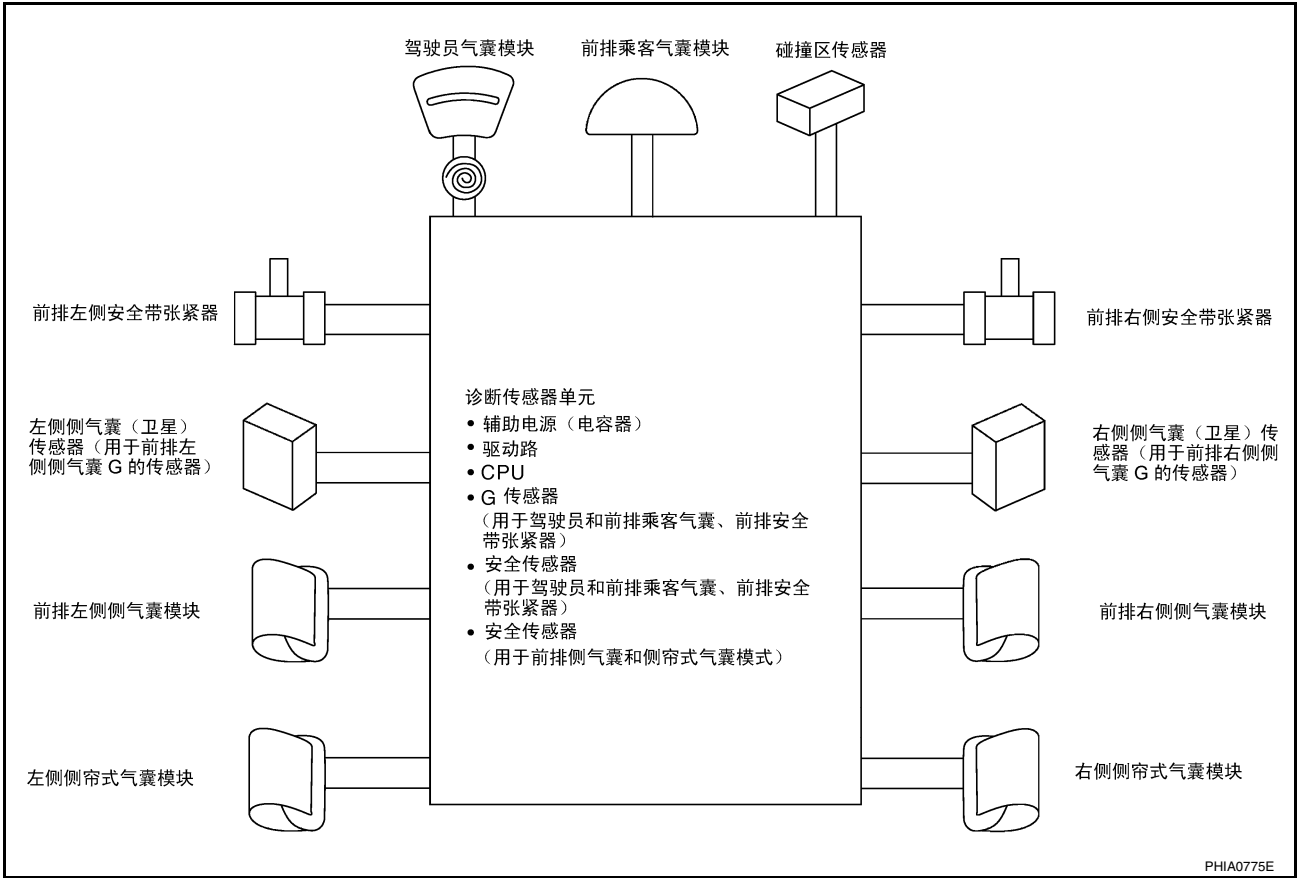 驾驶员气囊模块
前排乘客气囊模块
碰撞区传感器
前排左侧安全带张紧器
前排右侧安全带张紧器
左侧侧气囊（卫星）
传感器（用于前排左
侧侧气囊 G 的传感器）
右侧侧气囊（卫星）传
感器（用于前排右侧侧
气囊 G 的传感器）
诊断传感器单元
• 辅助电源（电容器）
• 驱动路
• CPU
• G 传感器
（用于驾驶员和前排乘客气囊、前排安全
带张紧器）
• 安全传感器
（用于驾驶员和前排乘客气囊、前排安全
带张紧器）
• 安全传感器
（用于前排侧气囊和侧帘式气囊模式）
前排左侧侧气囊模块
前排右侧侧气囊模块
左侧侧帘式气囊模块
右侧侧帘式气囊模块
PHIA0775E